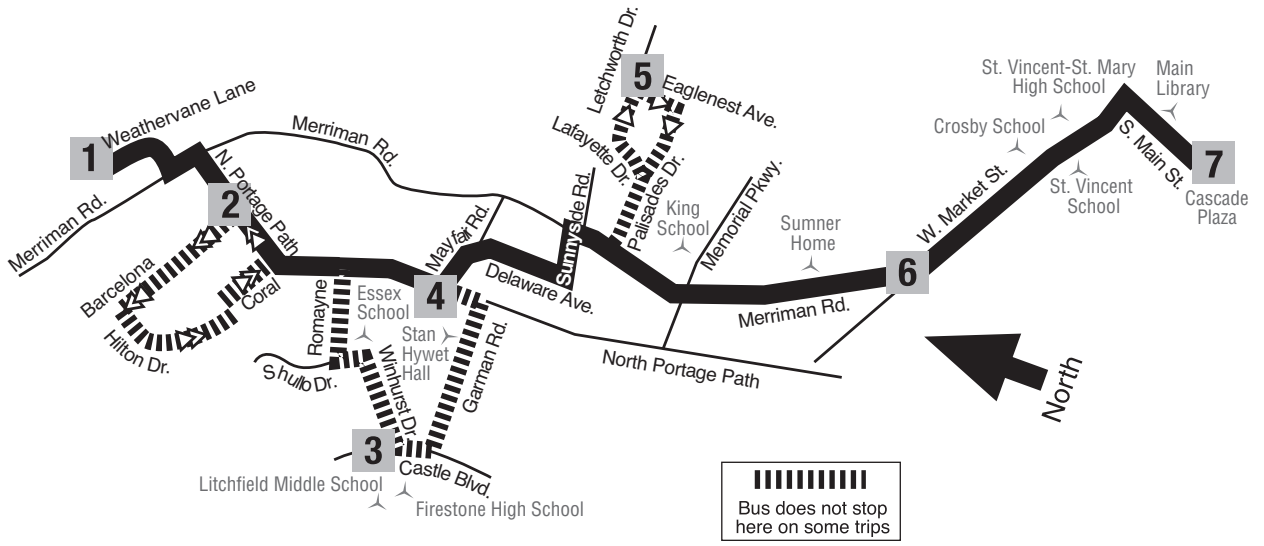 Letchworth Dr.
5
Eaglenest Ave.
St. Vincent-St. Mary
High School
Main
Library
Weathervane Lane
1
Merriman Rd.
Lafayette Dr.
Crosby School
S. Main St.
7
N. Portage Path
2
Merriman Rd.
Mayfair Rd.
Sunnyside Rd.
Palisades Dr.
King
School
Memorial Pkwy.
Sumner
Home
W. Market St.
St. Vincent
School
Cascade
Plaza
Barcelona
Coral
Hilton Dr.
Romayne
Essex
School
4
Delaware Ave.
6
Merriman Rd.
Stan
Hywet
Hall
Shullo Dr.
Winhurst Dr.
Garman Rd.
North Portage Path
North
3
Castle Blvd.
Litchfield Middle School
Firestone High School
Bus does not stop
here on some trips